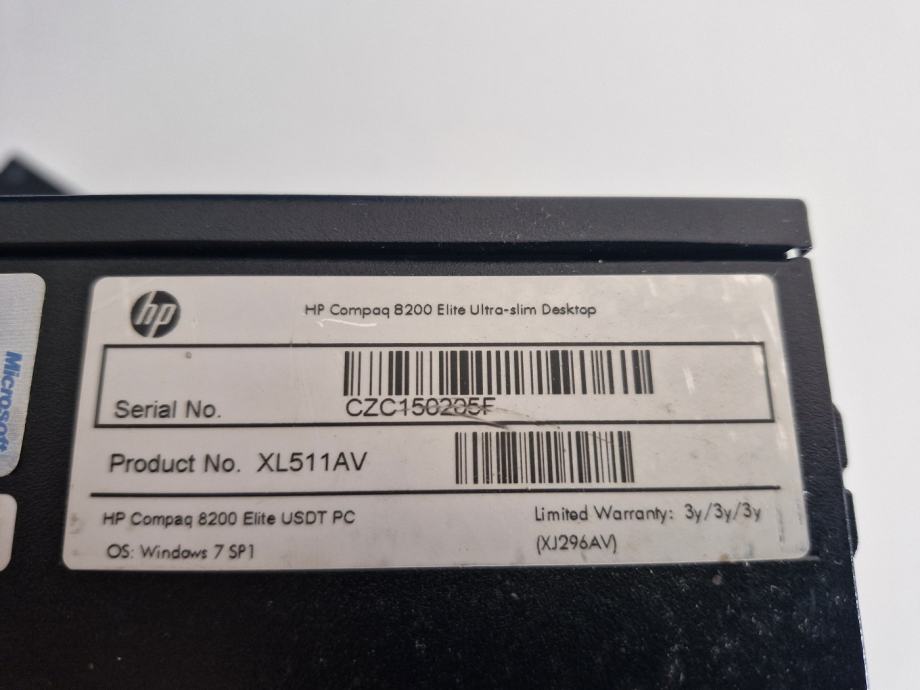 hp
HP Compaq 8200 Elite Ultra-slim Desktop
Serial No. CZC150205F
Product No. XL511AV
HP Compaq 8200 Elite USDT PC
Limited Warranty: 3y/3y/3y
OS: Windows 7 SP1
(XJ296AV)
Microsoft